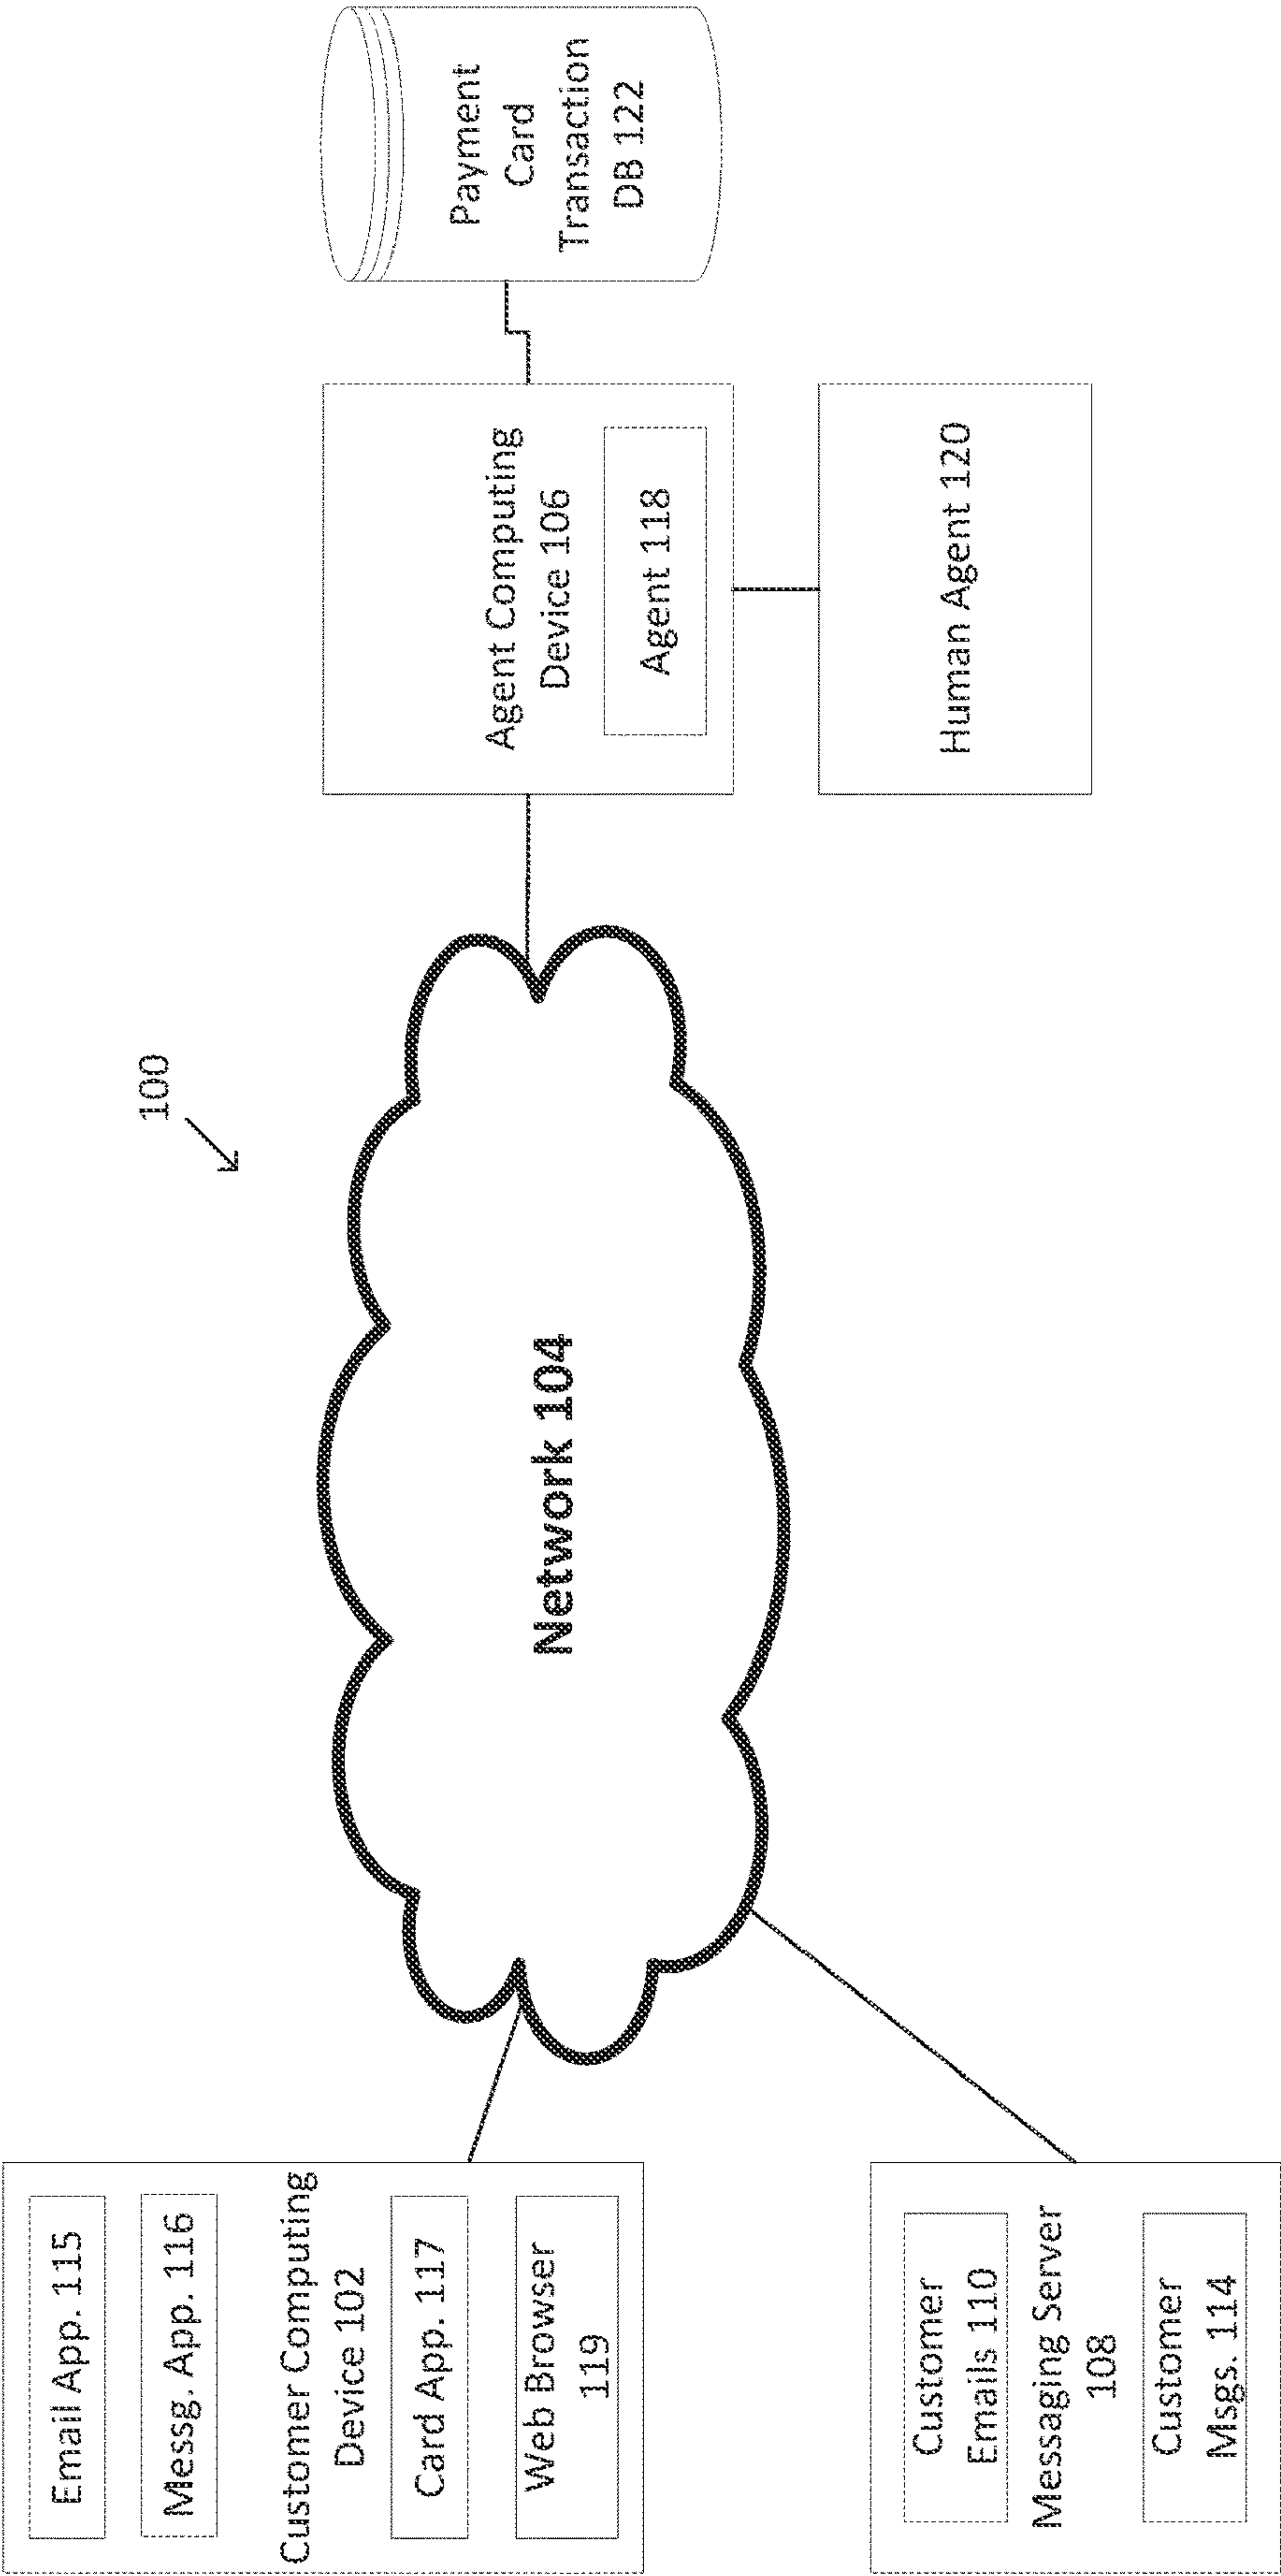 100
Email App. 115
Messg. App. 116
Customer Computing
Device 102
Card App. 117
Web Browser
119
Customer
Emails 110
Messaging Server
108
Customer
Msgs. 114
Network 104
Agent Computing
Device 106
Agent 118
Human Agent 120
Payment
Card
Transaction
DB 122